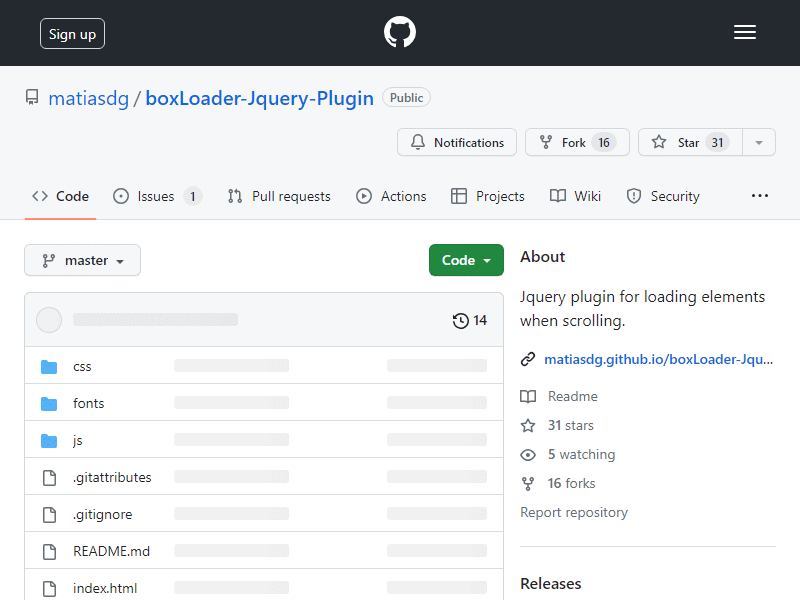 Sign up
matiasdg / boxLoader-Jquery-Plugin Public
Notifications Fork 16 Star 31
Code Issues 1 Pull requests Actions Projects Wiki Security ...
master Code
14
css
fonts
js
.gitattributes
.gitignore
README.md
index.html
About
Jquery plugin for loading elements
when scrolling.
matiasdg.github.io/boxLoader-Jqu...
Readme
31 stars
5 watching
16 forks
Report repository
Releases